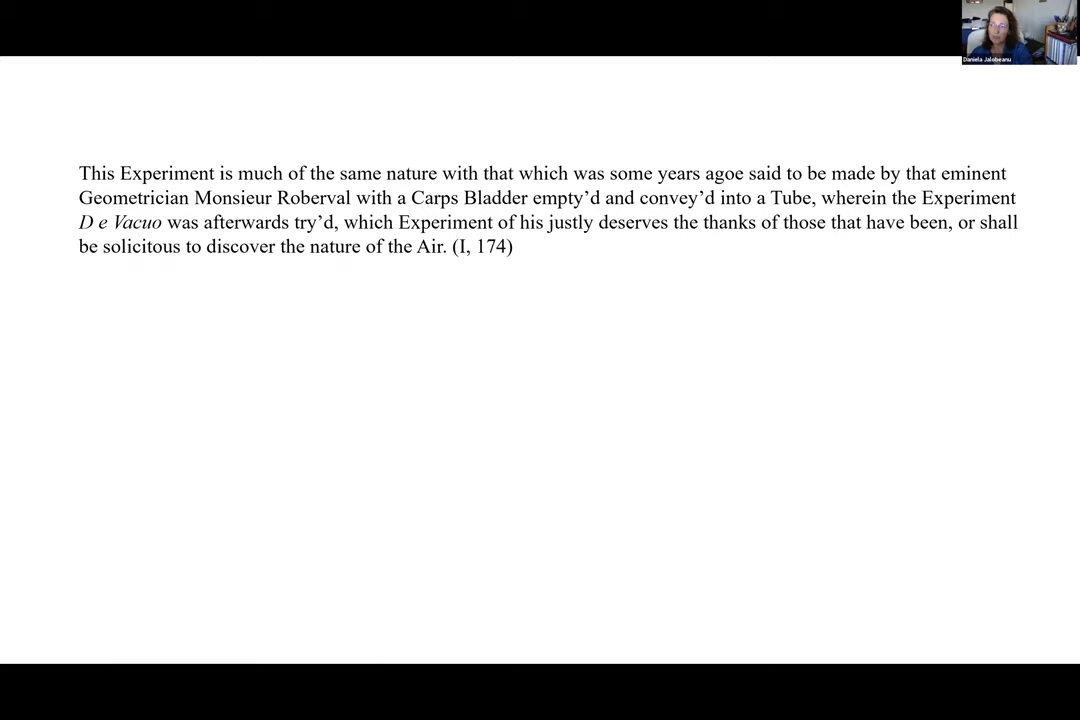 Daniela Jalobeanu
This Experiment is much of the same nature with that which was some years agoe said to be made by that eminent
Geometrician Monsieur Roberval with a Carps Bladder empty’d and convey’d into a Tube, wherein the Experiment
D e Vacuo was afterwards try’d, which Experiment of his justly deserves the thanks of those that have been, or shall
be solicitous to discover the nature of the Air. (I, 174)